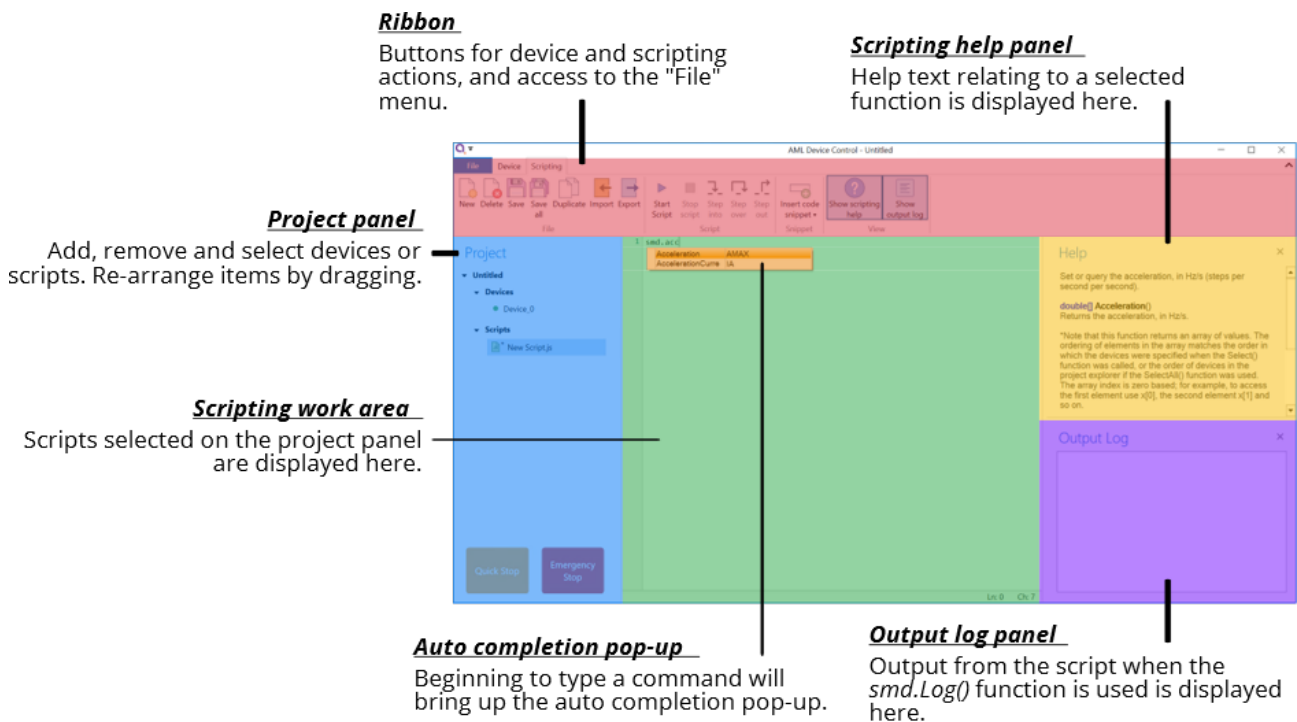 Ribbon
Buttons for device and scripting
actions, and access to the "File"
menu.
Scripting help panel
Help text relating to a selected
function is displayed here.
Project panel
Add, remove and select devices or
scripts. Re-arrange items by dragging.
Scripting work area
Scripts selected on the project panel
are displayed here.
AML Device Control - Untitled
File Device Scripting
New Delete Save Save all Duplicate Import Export
Start Script Stop script Step into Step over Step out
Insert code snippet
Show scripting help Show output log
File Script Snippet View
Project
Untitled
Devices
Device_0
Scripts
New Script.js
Quick Stop
Emergency
Stop
1 smd.acc
Acceleration AMAX
AccelerationCurre IA
Ln: 0 Ch: 7
Help
Set or query the acceleration, in Hz/s (steps per
second per second).
double[] Acceleration()
Returns the acceleration, in Hz/s.
*Note that this function returns an array of values. The
ordering of elements in the array matches the order in
which the devices were specified when the Select()
function was called, or the order of devices in the
project explorer if the SelectAll() function was used.
The array index is zero based; for example, to access
the first element use x[0], the second element x[1] and
so on.
Output Log
Auto completion pop-up
Beginning to type a command will
bring up the auto completion pop-up.
Output log panel
Output from the script when the
smd.Log() function is used is displayed
here.